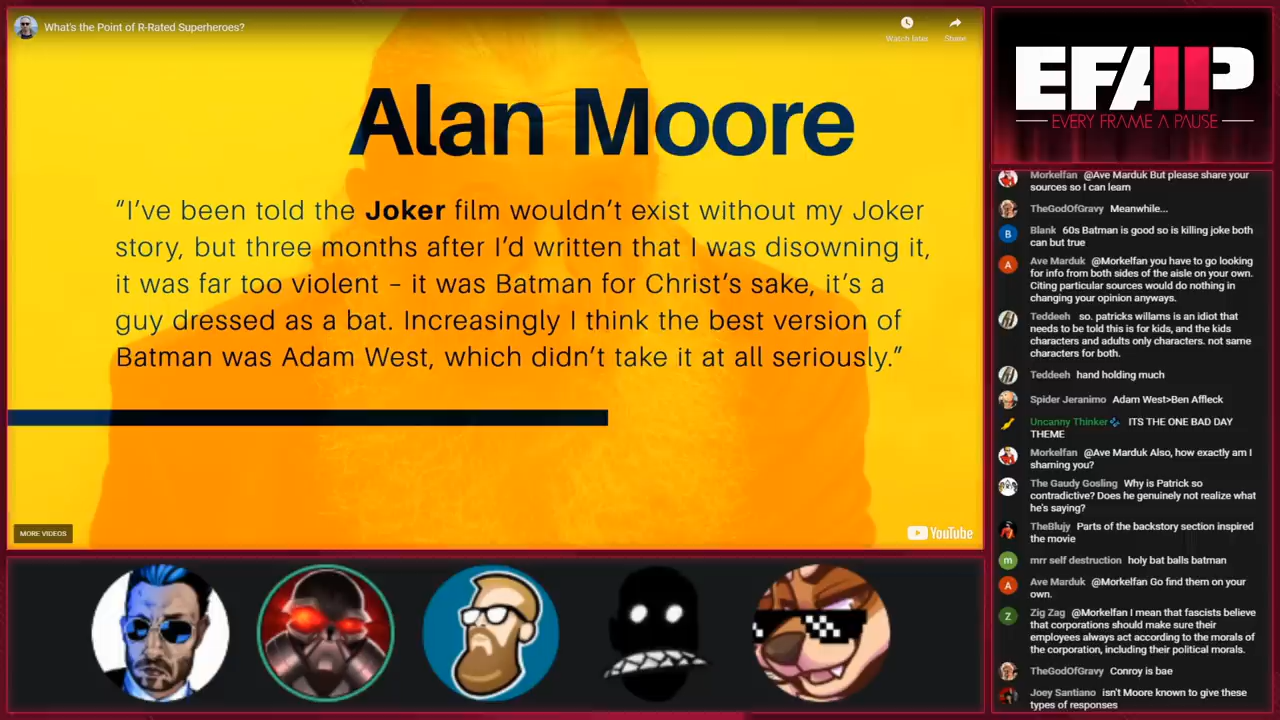 What's the Point of R-Rated Superheroes?
Watch later
Share
Alan Moore
“I’ve been told the Joker film wouldn’t exist without my Joker
story, but three months after I’d written that I was disowning it,
it was far too violent – it was Batman for Christ’s sake, it’s a
guy dressed as a bat. Increasingly I think the best version of
Batman was Adam West, which didn’t take it at all seriously.”
MORE VIDEOS
YouTube
EFAP
EVERY FRAME A PAUSE
Morkelfan @Ave Marduk But please share your
sources so I can learn
TheGodOfGravy Meanwhile...
B
Blank 60s Batman is good so is killing joke both
can but true
A
Ave Marduk @Morkelfan you have to go looking
for info from both sides of the aisle on your own.
Citing particular sources would do nothing in
changing your opinion anyways.
Teddeeh so. patricks willams is an idiot that
needs to be told this is for kids, and the kids
characters and adults only characters. not same
characters for both.
Teddeeh hand holding much
Spider Jeranimo Adam West>Ben Affleck
Uncanny Thinker ITS THE ONE BAD DAY
THEME
Morkelfan @Ave Marduk Also, how exactly am I
shaming you?
The Gaudy Gosling Why is Patrick so
contradictive? Does he genuinely not realize what
he's saying?
TheBlujy Parts of the backstory section inspired
the movie
m
mrr self destruction holy bat balls batman
A
Ave Marduk @Morkelfan Go find them on your
own.
Z
Zig Zag @Morkelfan I mean that fascists believe
that corporations should make sure their
employees always act according to the morals of
the corporation, including their political morals.
TheGodOfGravy Conroy is bae
Joey Santiano isn't Moore known to give these
types of responses